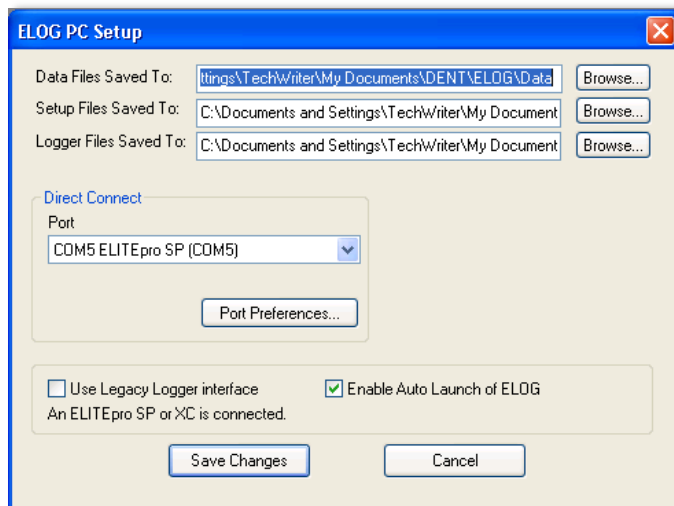 ELOG PC Setup
Data Files Saved To: ttings\TechWriter\My Documents\DENT\ELOG\Data Browse...
Setup Files Saved To: C:\Documents and Settings\TechWriter\My Document Browse...
Logger Files Saved To: C:\Documents and Settings\TechWriter\My Document Browse...
Direct Connect
Port
COM5 ELITEpro SP (COM5)
Port Preferences...
Use Legacy Logger interface Enable Auto Launch of ELOG
An ELITEpro SP or XC is connected.
Save Changes Cancel